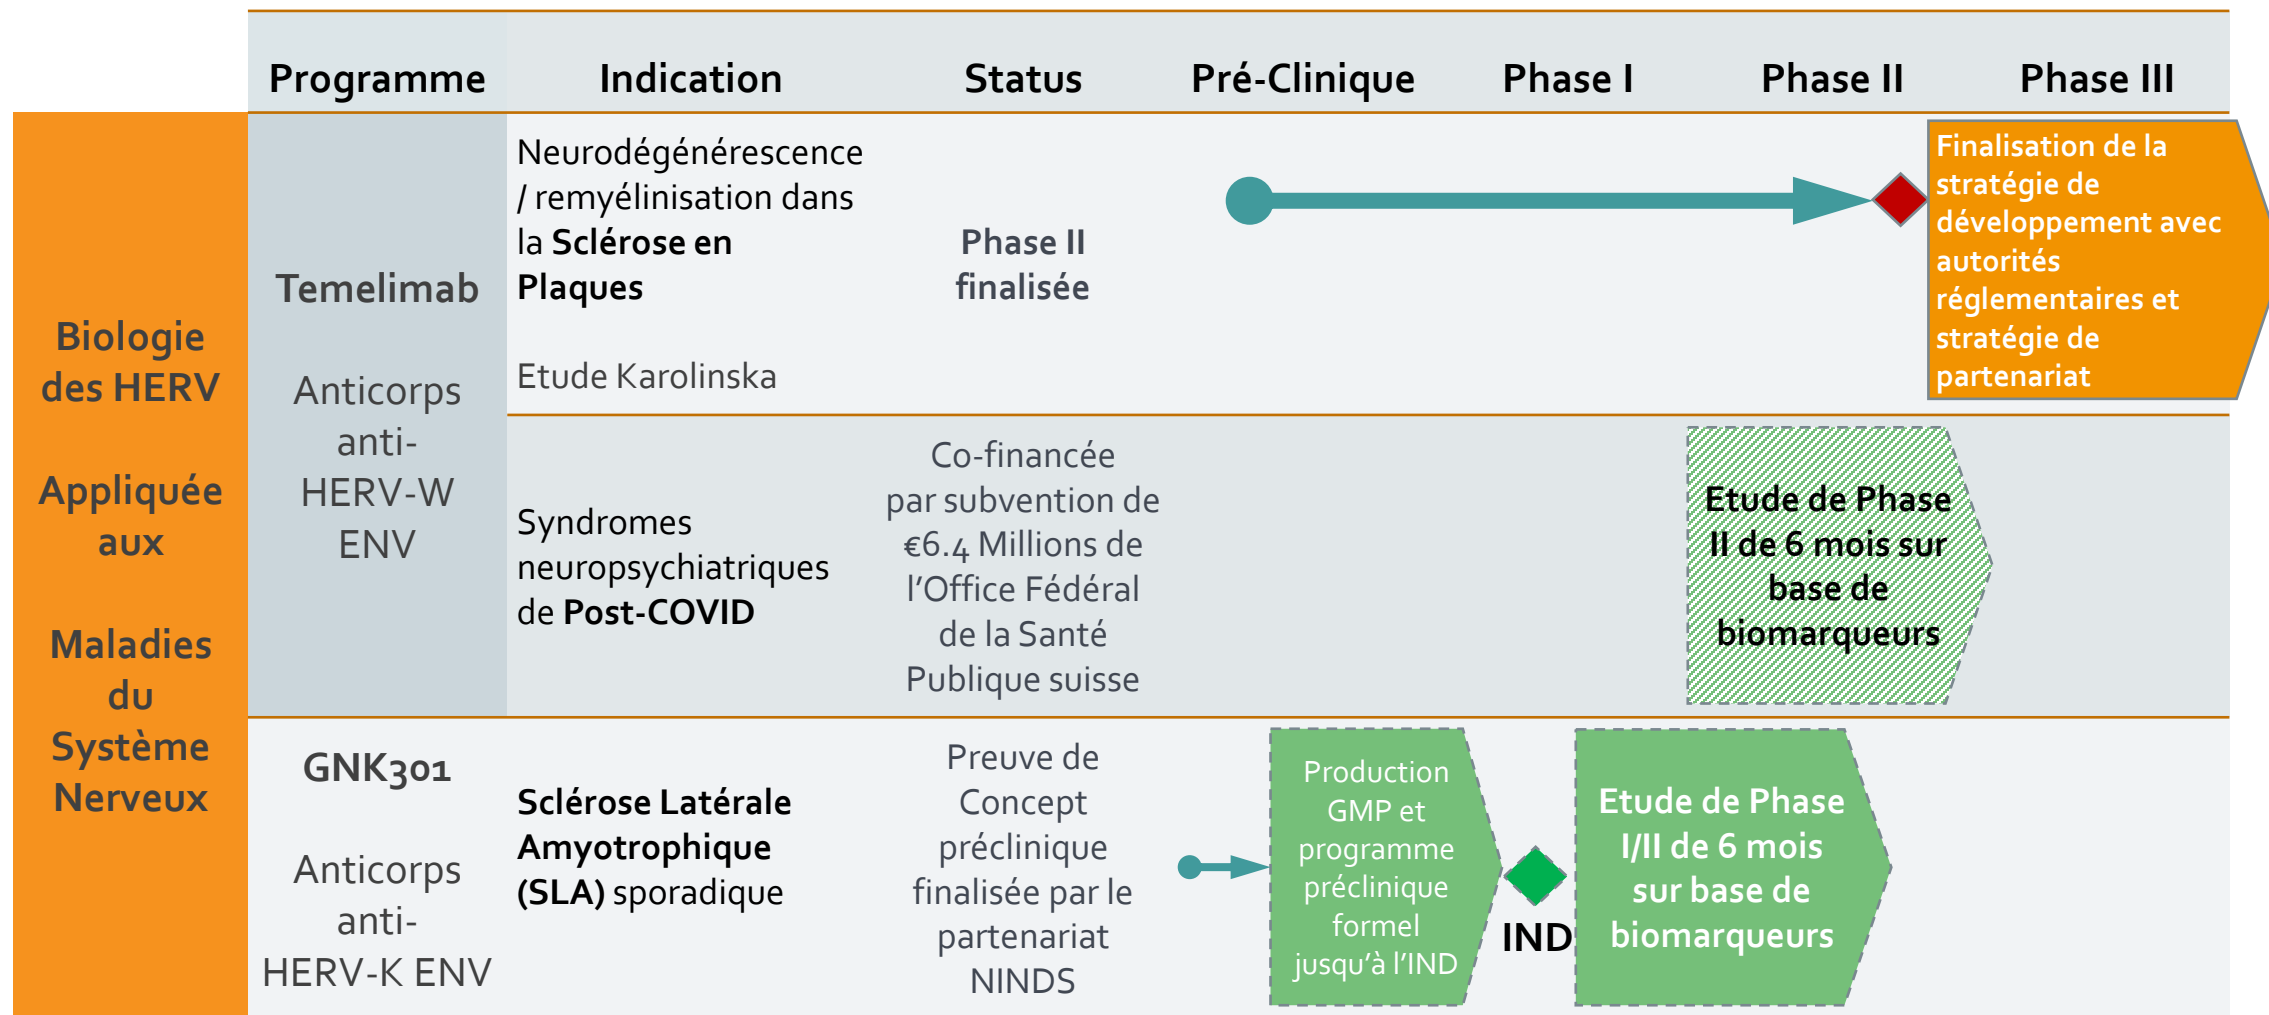 Programme
Indication
Status
Pré-Clinique
Phase I
Phase II
Phase III
Biologie
des HERV
Appliquée
aux
Maladies
du
Système
Nerveux
Temelimab
Anticorps
anti-
HERV-W
ENV
Neurodégénérescence
/ remyélinisation dans
la Sclérose en
Plaques
Etude Karolinska
Phase II
finalisée
Finalisation de la
stratégie de
développement avec
autorités
réglementaires et
stratégie de
partenariat
Syndromes
neuropsychiatriques
de Post-COVID
Co-financée
par subvention de
€6.4 Millions de
l'Office Fédéral
de la Santé
Publique suisse
Etude de Phase
II de 6 mois sur
base de
biomarqueurs
GNK301
Anticorps
anti-
HERV-K ENV
Sclérose Latérale
Amyotrophique
(SLA) sporadique
Preuve de
Concept
préclinique
finalisée par le
partenariat
NINDS
Production
GMP et
programme
préclinique
formel
jusqu'à l'IND
IND
Etude de Phase
I/II de 6 mois
sur base de
biomarqueurs